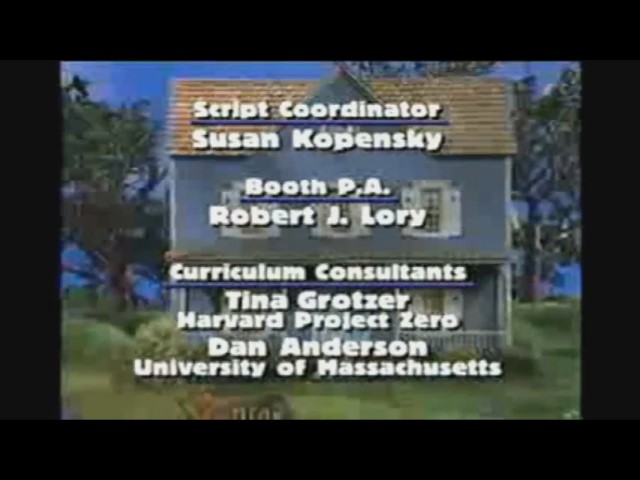 Script Coordinator
Susan Kopensky
Booth P.A.
Robert J. Lory
Curriculum Consultants
Tina Grotzer
Harvard Project Zero
Dan Anderson
University of Massachusetts